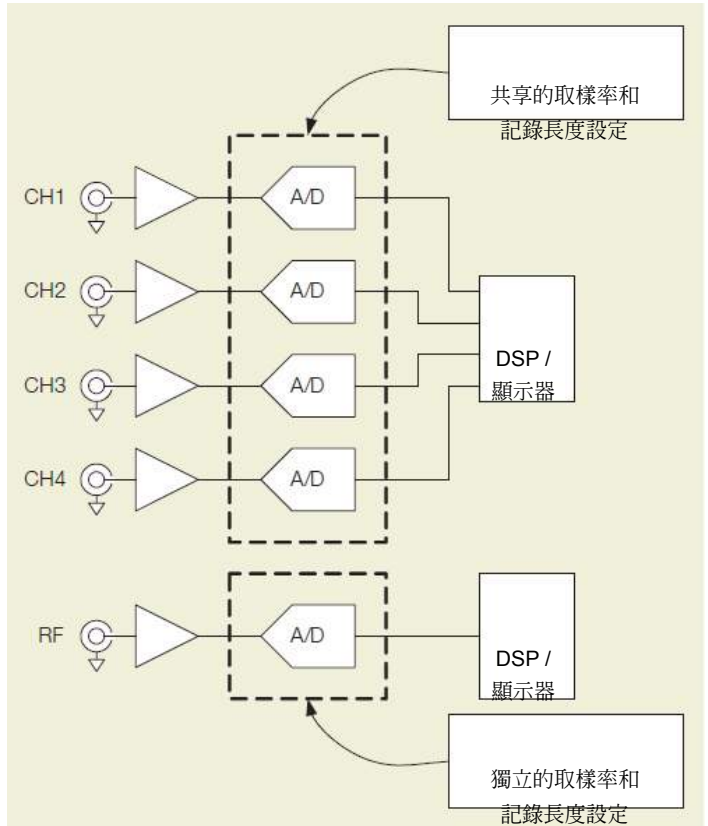 共享的取樣率和
記錄長度設定
CH1
A/D
CH2
A/D
CH3
A/D
CH4
A/D
DSP /
顯示器
RF
A/D
DSP /
顯示器
獨立的取樣率和
記錄長度設定